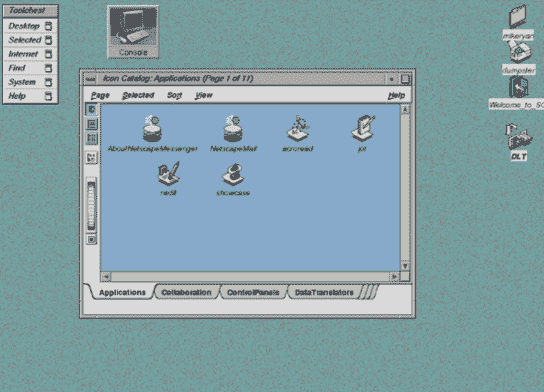 Toolchest
Desktop
Selected
Internet
Find
System
Help
Console
mikeryan
dumpster
Welcome_to_SG
DLT
Icon Catalog: Applications (Page 1 of 11)
Page Selected Sort View Help
AboutNetscapeMessenger NetscapeMail acroread jot
nedit showcase
Applications Collaboration ControlPanels DataTranslators